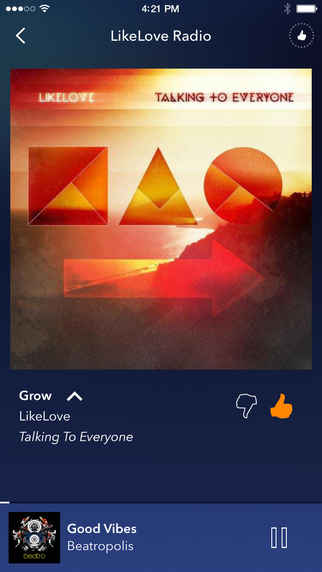 4:21 PM
LikeLove Radio
LIKELOVE
TALKING TO EVERYONE
Grow
LikeLove
Talking To Everyone
Good Vibes
Beatropolis
beatro